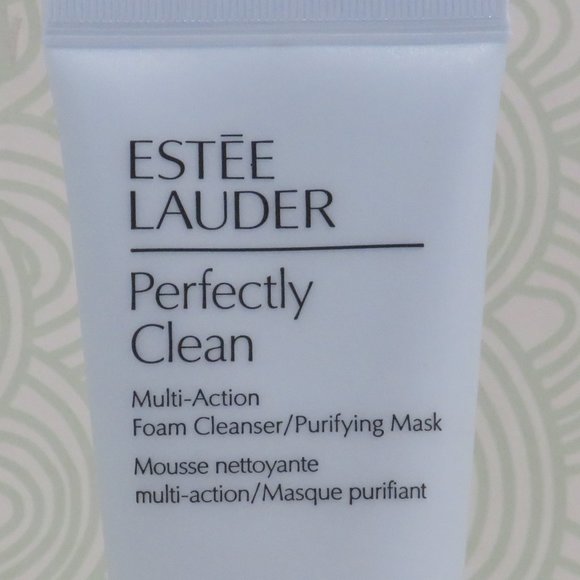 ESTĒE
LAUDER
Perfectly
Clean
Multi-Action
Foam Cleanser/Purifying Mask
Mousse nettoyante
multi-action/Masque purifiant